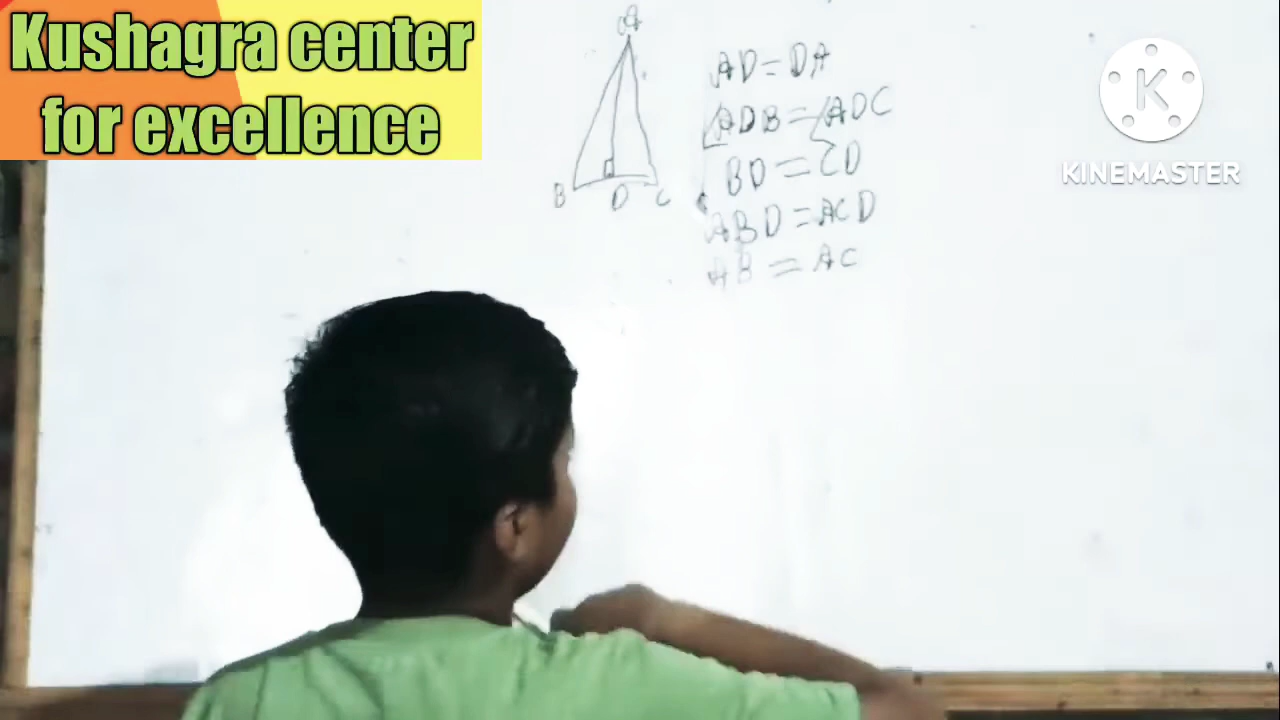 Kushagra center
for excellence
K
KINEMASTER
A
B D C
AD=DA
∠ADB=∠ADC
BD=CD
ABD=ACD
AB=AC